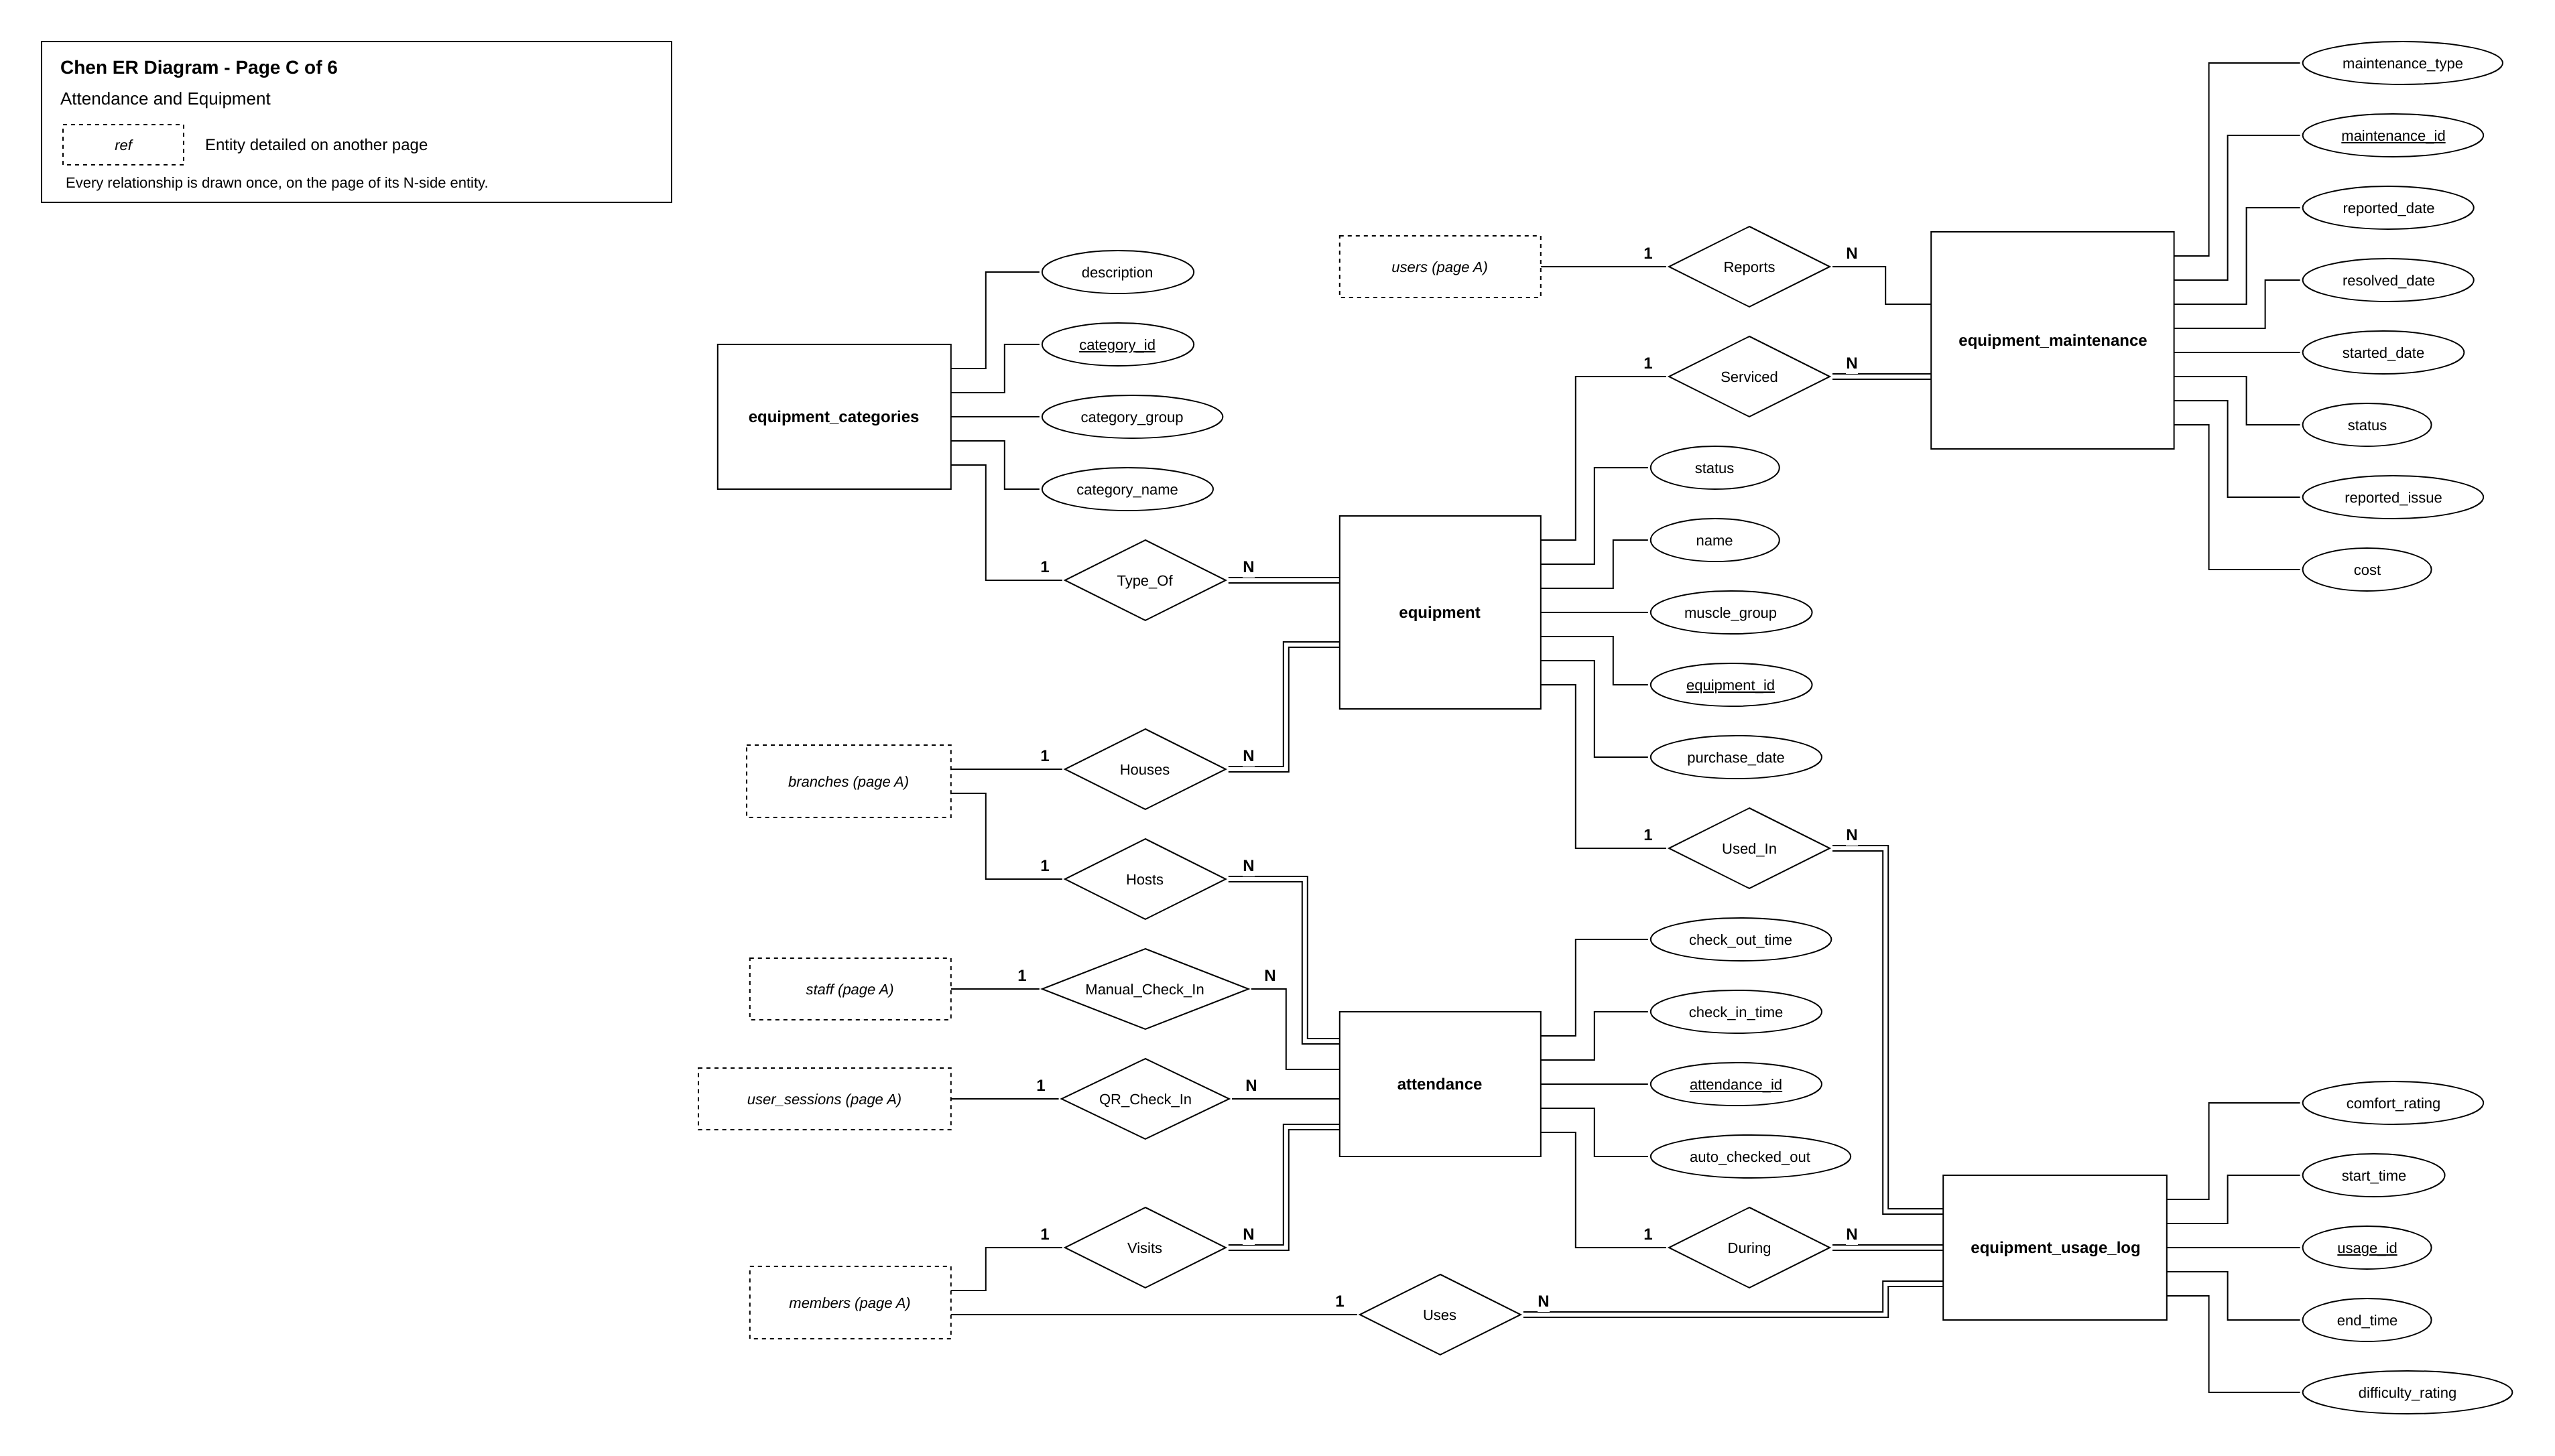 Chen ER Diagram - Page C of 6
Attendance and Equipment
ref
Entity detailed on another page
Every relationship is drawn once, on the page of its N-side entity.
maintenance_type
maintenance_id
reported_date
resolved_date
started_date
status
reported_issue
cost
equipment_maintenance
users (page A)
1
Reports
N
1
Serviced
N
description
category_id
category_group
category_name
equipment_categories
1
Type_Of
N
equipment
status
name
muscle_group
equipment_id
purchase_date
branches (page A)
1
Houses
N
1
Hosts
N
1
Used_In
N
staff (page A)
1
Manual_Check_In
N
user_sessions (page A)
1
QR_Check_In
N
attendance
check_out_time
check_in_time
attendance_id
auto_checked_out
members (page A)
1
Visits
N
1
During
N
1
Uses
N
equipment_usage_log
comfort_rating
start_time
usage_id
end_time
difficulty_rating